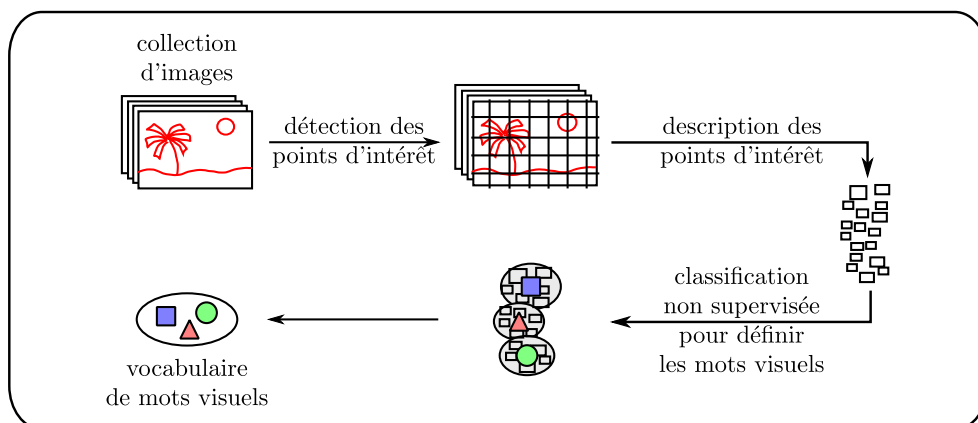 collection
d'images
détection des
points d'intérêt
description des
points d'intérêt
classification
non supervisée
pour définir
les mots visuels
vocabulaire
de mots visuels